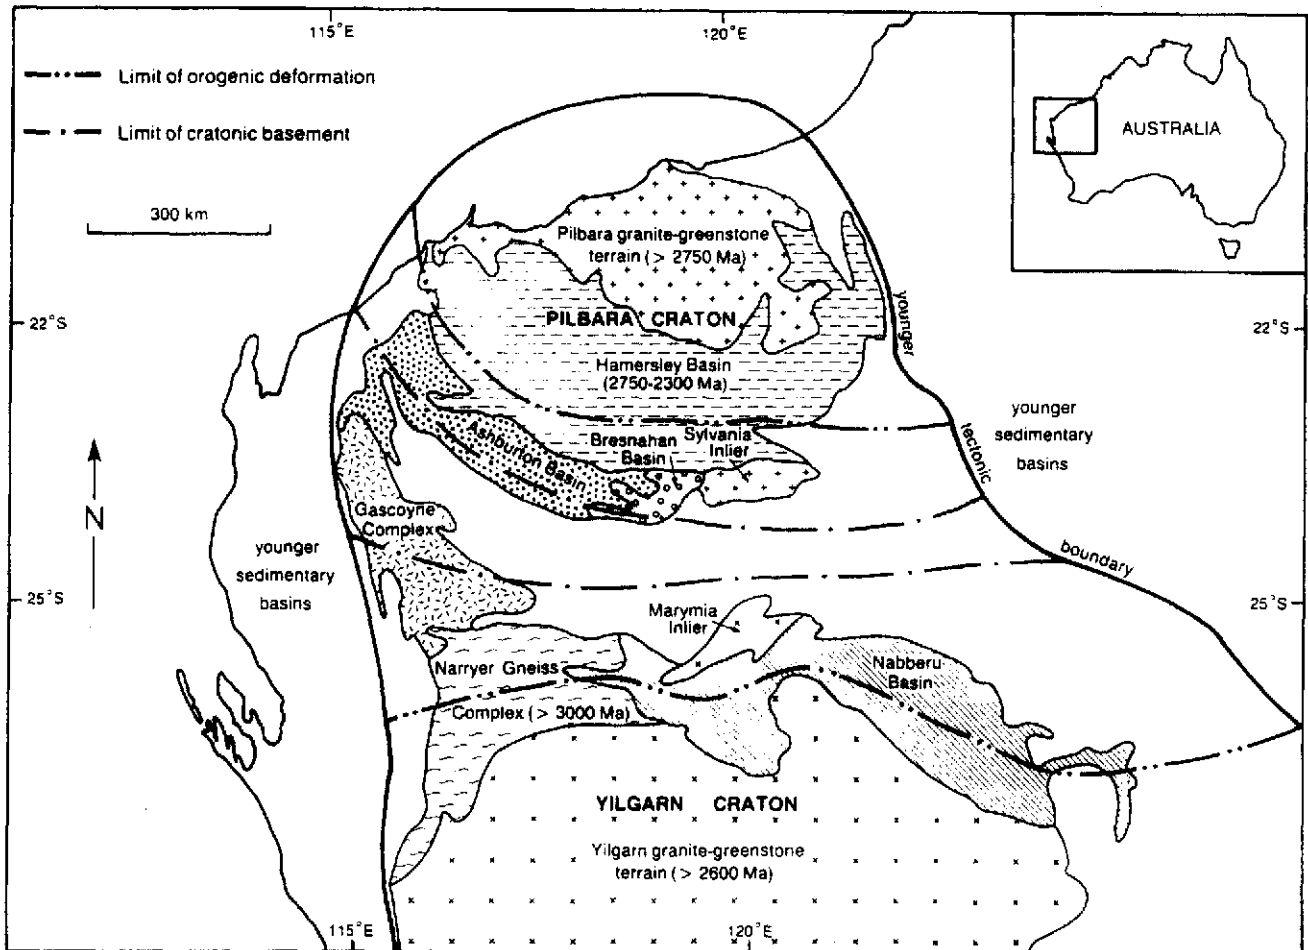 115°E
120°E
Limit of orogenic deformation
Limit of cratonic basement
300 km
AUSTRALIA
Pilbara granite-greenstone
terrain (> 2750 Ma)
PILBARA CRATON
22°S
22°S
Hamersley Basin
(2750-2300 Ma)
younger
tectonic
boundary
younger
sedimentary
basins
Bresnahan
Basin
Sylvania
Inlier
Ashburton Basin
N
Gascoyne
Complex
younger
sedimentary
basins
25°S
25°S
Marymia
Inlier
Narryer Gneiss
Complex (> 3000 Ma)
Nabberu
Basin
YILGARN CRATON
Yilgarn granite-greenstone
terrain (> 2600 Ma)
115°E
120°E